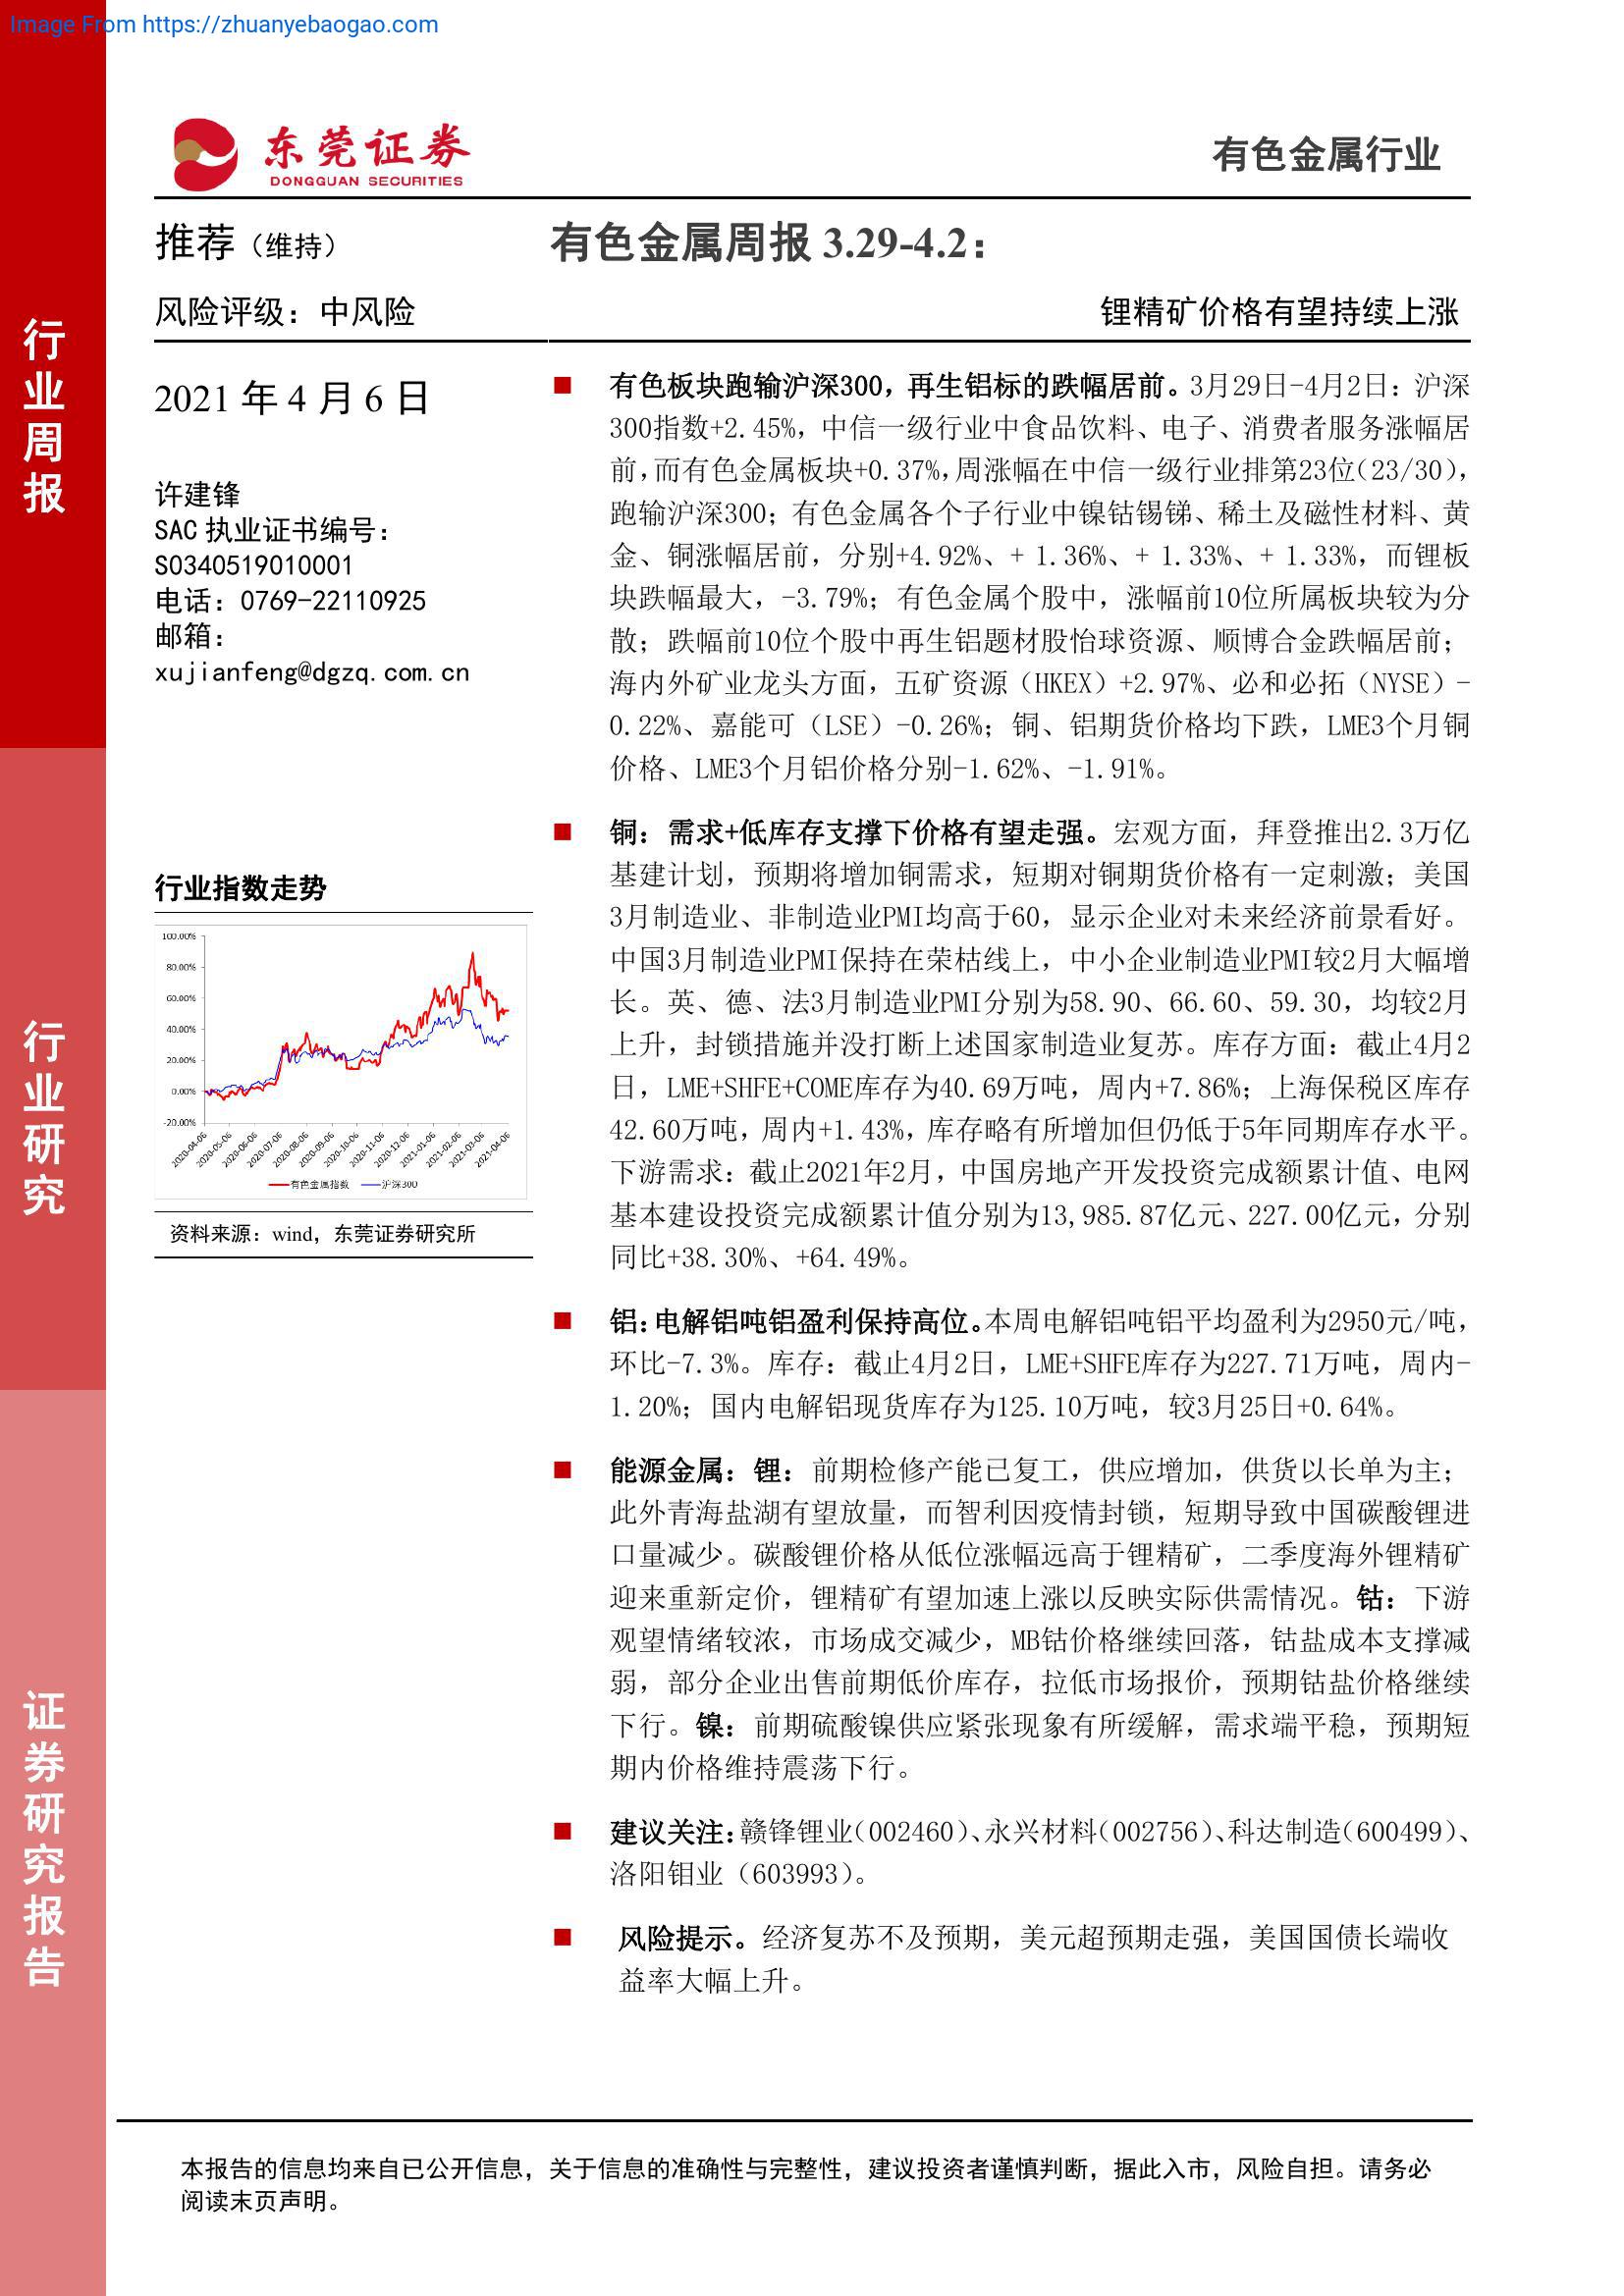 Image From https://zhuanyebaogao.com
东莞证券
DONGGUAN SECURITIES
有色金属行业
行业周报
行业研究
证券研究报告
推荐（维持）
风险评级：中风险
2021 年 4 月 6 日
许建锋
SAC 执业证书编号：
S0340519010001
电话：0769-22110925
邮箱：
xujianfeng@dgzq.com.cn
行业指数走势
100.00%
80.00%
60.00%
40.00%
20.00%
0.00%
-20.00%
2020-04-06
2020-05-06
2020-06-06
2020-07-06
2020-08-06
2020-09-06
2020-10-06
2020-11-06
2020-12-06
2021-01-06
2021-02-06
2021-03-06
2021-04-06
有色金属指数
沪深300
资料来源：wind，东莞证券研究所
有色金属周报 3.29-4.2：
锂精矿价格有望持续上涨
有色板块跑输沪深300，再生铝标的跌幅居前。3月29日-4月2日：沪深
300指数+2.45%，中信一级行业中食品饮料、电子、消费者服务涨幅居
前，而有色金属板块+0.37%，周涨幅在中信一级行业排第23位（23/30），
跑输沪深300；有色金属各个子行业中镍钴锡锑、稀土及磁性材料、黄
金、铜涨幅居前，分别+4.92%、+ 1.36%、+ 1.33%、+ 1.33%，而锂板
块跌幅最大，-3.79%；有色金属个股中，涨幅前10位所属板块较为分
散；跌幅前10位个股中再生铝题材股怡球资源、顺博合金跌幅居前；
海内外矿业龙头方面，五矿资源（HKEX）+2.97%、必和必拓（NYSE）-
0.22%、嘉能可（LSE）-0.26%；铜、铝期货价格均下跌，LME3个月铜
价格、LME3个月铝价格分别-1.62%、-1.91%。
铜：需求+低库存支撑下价格有望走强。宏观方面，拜登推出2.3万亿
基建计划，预期将增加铜需求，短期对铜期货价格有一定刺激；美国
3月制造业、非制造业PMI均高于60，显示企业对未来经济前景看好。
中国3月制造业PMI保持在荣枯线上，中小企业制造业PMI较2月大幅增
长。英、德、法3月制造业PMI分别为58.90、66.60、59.30，均较2月
上升，封锁措施并没打断上述国家制造业复苏。库存方面：截止4月2
日，LME+SHFE+COME库存为40.69万吨，周内+7.86%；上海保税区库存
42.60万吨，周内+1.43%，库存略有所增加但仍低于5年同期库存水平。
下游需求：截止2021年2月，中国房地产开发投资完成额累计值、电网
基本建设投资完成额累计值分别为13,985.87亿元、227.00亿元，分别
同比+38.30%、+64.49%。
铝：电解铝吨铝盈利保持高位。本周电解铝吨铝平均盈利为2950元/吨，
环比-7.3%。库存：截止4月2日，LME+SHFE库存为227.71万吨，周内-
1.20%；国内电解铝现货库存为125.10万吨，较3月25日+0.64%。
能源金属：锂：前期检修产能已复工，供应增加，供货以长单为主；
此外青海盐湖有望放量，而智利因疫情封锁，短期导致中国碳酸锂进
口量减少。碳酸锂价格从低位涨幅远高于锂精矿，二季度海外锂精矿
迎来重新定价，锂精矿有望加速上涨以反映实际供需情况。钴：下游
观望情绪较浓，市场成交减少，MB钴价格继续回落，钴盐成本支撑减
弱，部分企业出售前期低价库存，拉低市场报价，预期钴盐价格继续
下行。镍：前期硫酸镍供应紧张现象有所缓解，需求端平稳，预期短
期内价格维持震荡下行。
建议关注：赣锋锂业（002460）、永兴材料（002756）、科达制造（600499）、
洛阳钼业（603993）。
风险提示。经济复苏不及预期，美元超预期走强，美国国债长端收
益率大幅上升。
本报告的信息均来自已公开信息，关于信息的准确性与完整性，建议投资者谨慎判断，据此入市，风险自担。请务必
阅读末页声明。